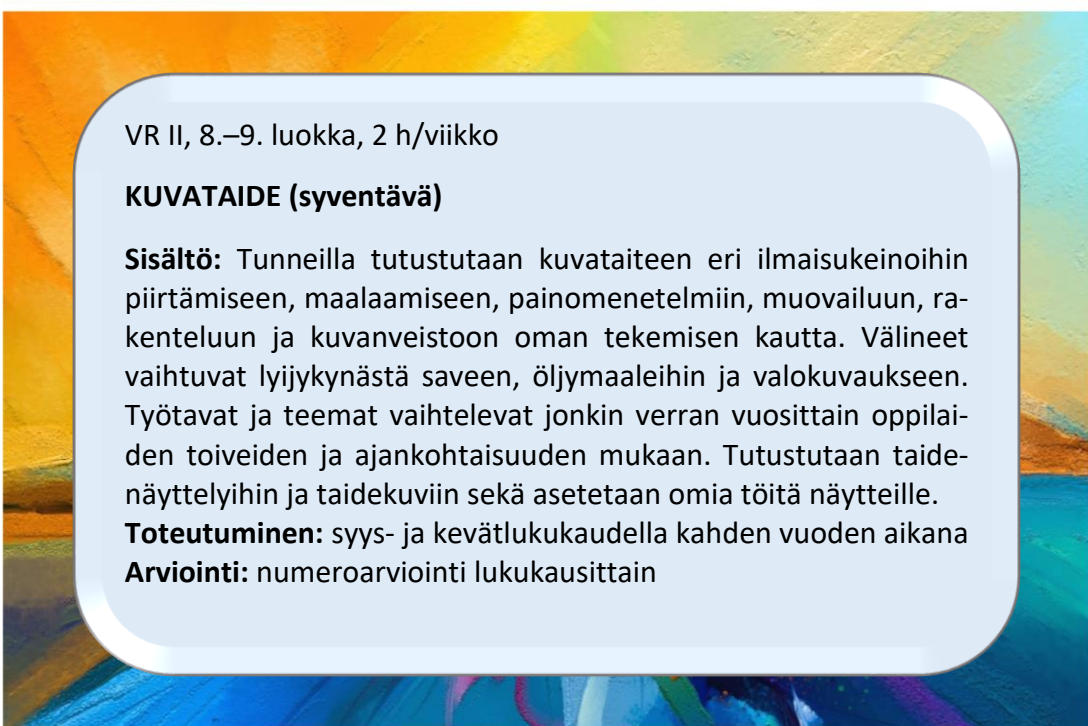 VR II, 8.–9. luokka, 2 h/viikko
KUVATAIDE (syventävä)
Sisältö: Tunneilla tutustutaan kuvataiteen eri ilmaisukeinoihin
piirtämiseen, maalaamiseen, painomenetelmiin, muovailuun, ra-
kenteluun ja kuvanveistoon oman tekemisen kautta. Välineet
vaihtuvat lyijykynästä saveen, öljymaaleihin ja valokuvaukseen.
Työtavat ja teemat vaihtelevat jonkin verran vuosittain oppilai-
den toiveiden ja ajankohtaisuuden mukaan. Tutustutaan taide-
näyttelyihin ja taidekuviin sekä asetetaan omia töitä näytteille.
Toteutuminen: syys- ja kevätlukukaudella kahden vuoden aikana
Arviointi: numeroarviointi lukukausittain